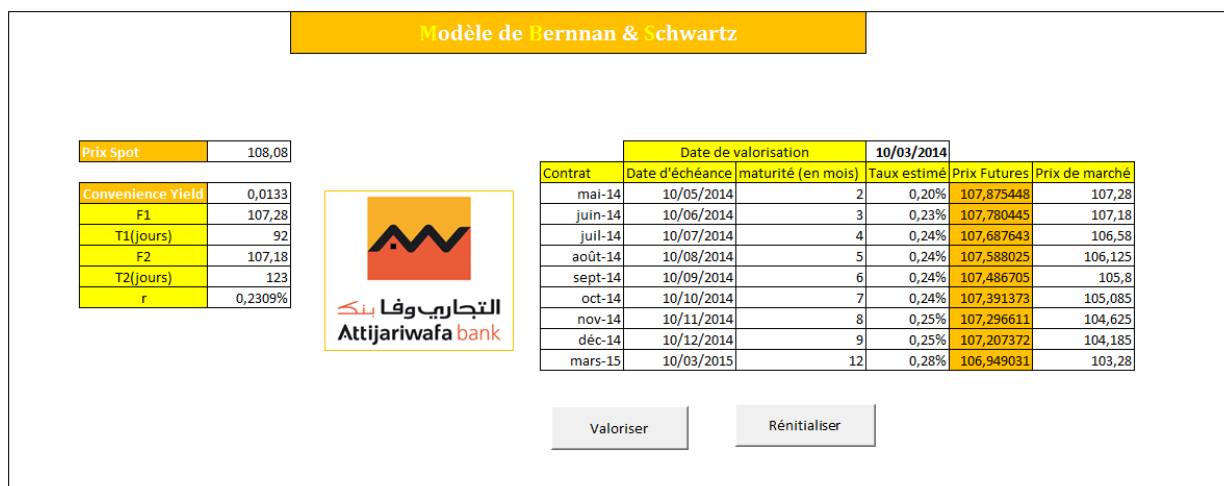 Modèle de Bernnan & Schwartz
Prix Spot 108,08
Convenience Yield 0,0133
F1 107,28
T1(jours) 92
F2 107,18
T2(jours) 123
r 0,2309%
التجاري وفا بنك
Attijariwafa bank
Date de valorisation 10/03/2014
Contrat Date d'échéance maturité (en mois) Taux estimé Prix Futures Prix de marché
mai-14 10/05/2014 2 0,20% 107,875448 107,28
juin-14 10/06/2014 3 0,23% 107,780445 107,18
juil-14 10/07/2014 4 0,24% 107,687643 106,58
août-14 10/08/2014 5 0,24% 107,588025 106,125
sept-14 10/09/2014 6 0,24% 107,486705 105,8
oct-14 10/10/2014 7 0,24% 107,391373 105,085
nov-14 10/11/2014 8 0,25% 107,296611 104,625
déc-14 10/12/2014 9 0,25% 107,207372 104,185
mars-15 10/03/2015 12 0,28% 106,949031 103,28
Valoriser
Rénitialiser